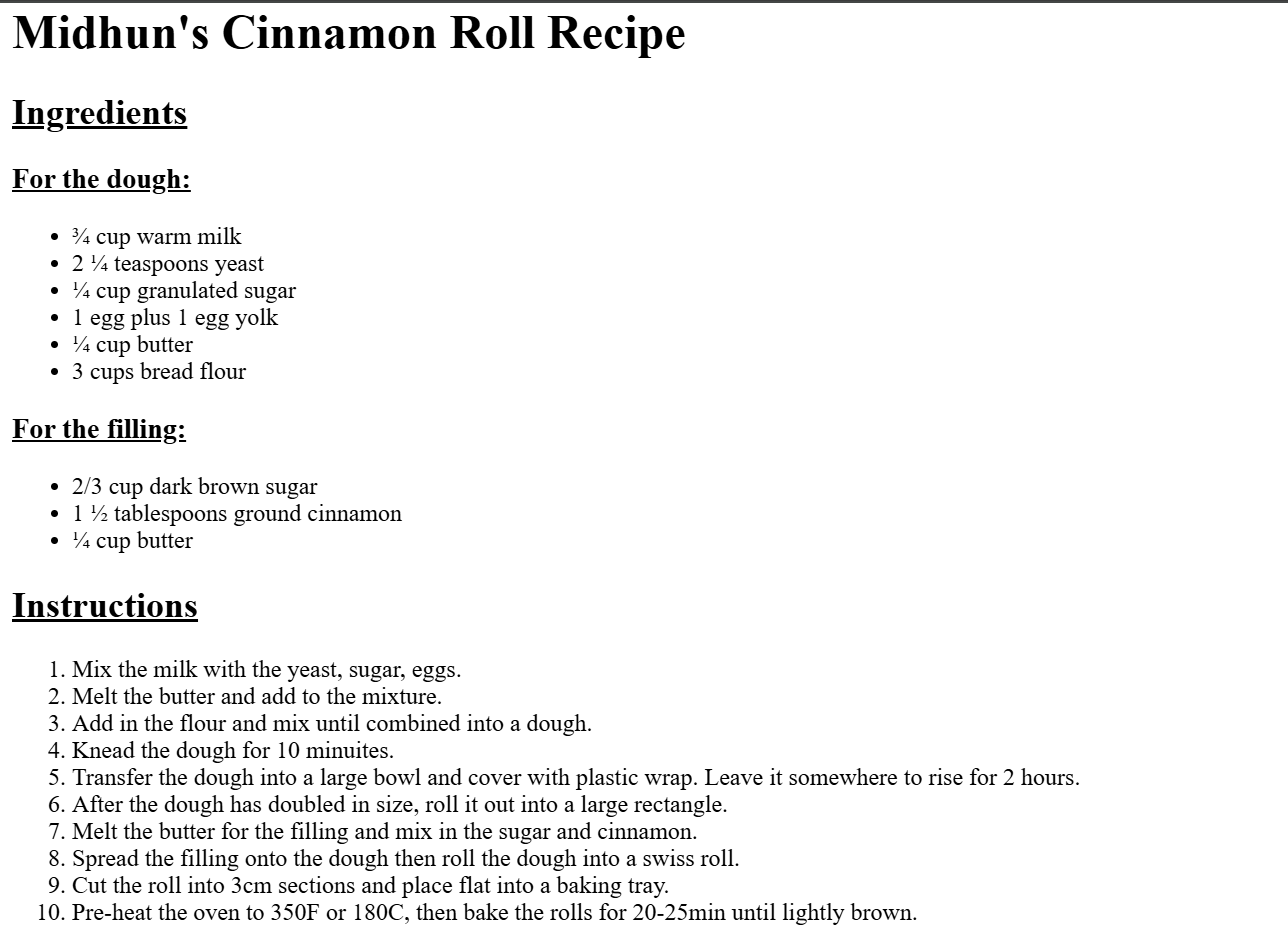 Midhun's Cinnamon Roll Recipe
Ingredients
For the dough:
• ¾ cup warm milk
• 2 ¼ teaspoons yeast
• ¼ cup granulated sugar
• 1 egg plus 1 egg yolk
• ¼ cup butter
• 3 cups bread flour
For the filling:
• 2/3 cup dark brown sugar
• 1 ½ tablespoons ground cinnamon
• ¼ cup butter
Instructions
1. Mix the milk with the yeast, sugar, eggs.
2. Melt the butter and add to the mixture.
3. Add in the flour and mix until combined into a dough.
4. Knead the dough for 10 minuites.
5. Transfer the dough into a large bowl and cover with plastic wrap. Leave it somewhere to rise for 2 hours.
6. After the dough has doubled in size, roll it out into a large rectangle.
7. Melt the butter for the filling and mix in the sugar and cinnamon.
8. Spread the filling onto the dough then roll the dough into a swiss roll.
9. Cut the roll into 3cm sections and place flat into a baking tray.
10. Pre-heat the oven to 350F or 180C, then bake the rolls for 20-25min until lightly brown.